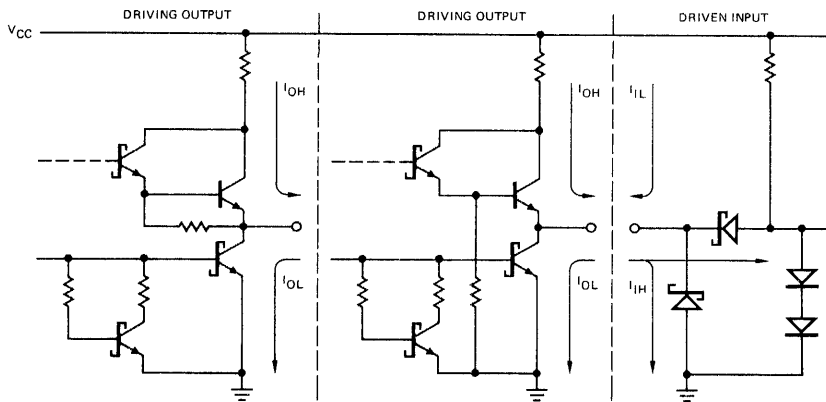 DRIVING OUTPUT
DRIVING OUTPUT
DRIVEN INPUT
VCC
IOH
IOH
IIL
IOL
IOL
IIH